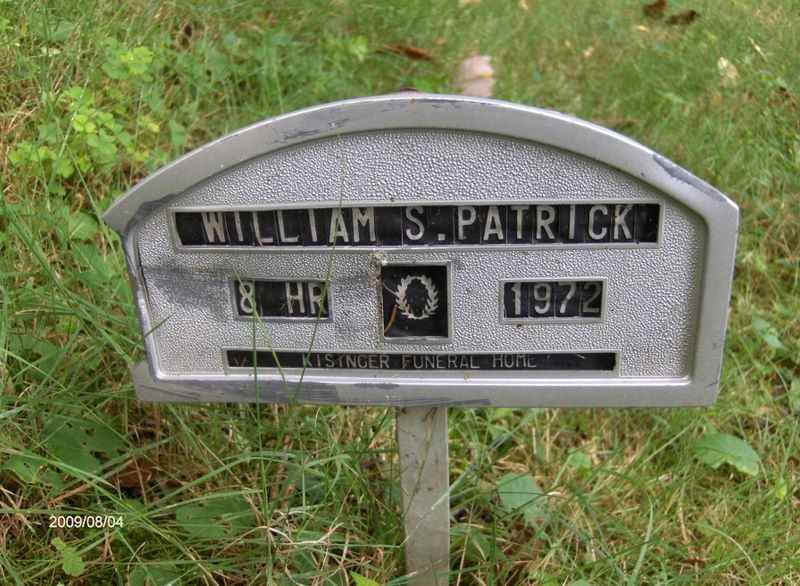 WILLIAM S. PATRICK
8 HR 1972
KISINGER FUNERAL HOME
2009/08/04